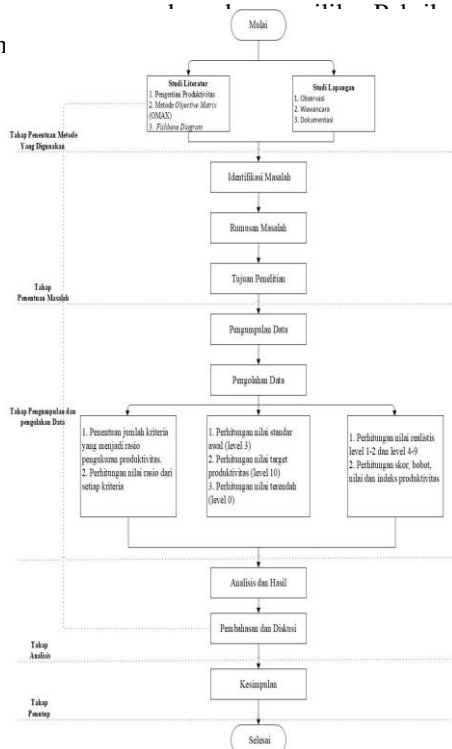 Mulai
Studi Literatur
1. Pengertian Produktivitas
2. Metode Objective Matrix
(OMAX)
3. Fishbone Diagram
Studi Lapangan
1. Observasi
2. Wawancara
3. Dokumentasi
Tahap Penentuan Metode
Yang Digunakan
Identifikasi Masalah
Rumusan Masalah
Tujuan Penelitian
Tahap
Penentuan Masalah
Pengumpulan Data
Pengolahan Data
Tahap Pengumpulan dan
pengolahan Data
1. Penentuan jumlah kriteria
yang menjadi rasio
pengukuran produktivitas.
2. Perhitungan nilai rasio dari
setiap kriteria
1. Perhitungan nilai standar
awal (level 3)
2. Perhitungan nilai target
produktivitas (level 10)
3. Perhitungan nilai terendah
(level 0)
1. Perhitungan nilai realistis
level 1-2 dan level 4-9
2. Perhitungan skor, bobot,
nilai dan indeks produktivitas
Analisis dan Hasil
Pembahasan dan Diskusi
Tahap
Analisis
Kesimpulan
Tahap
Penutup
Selesai